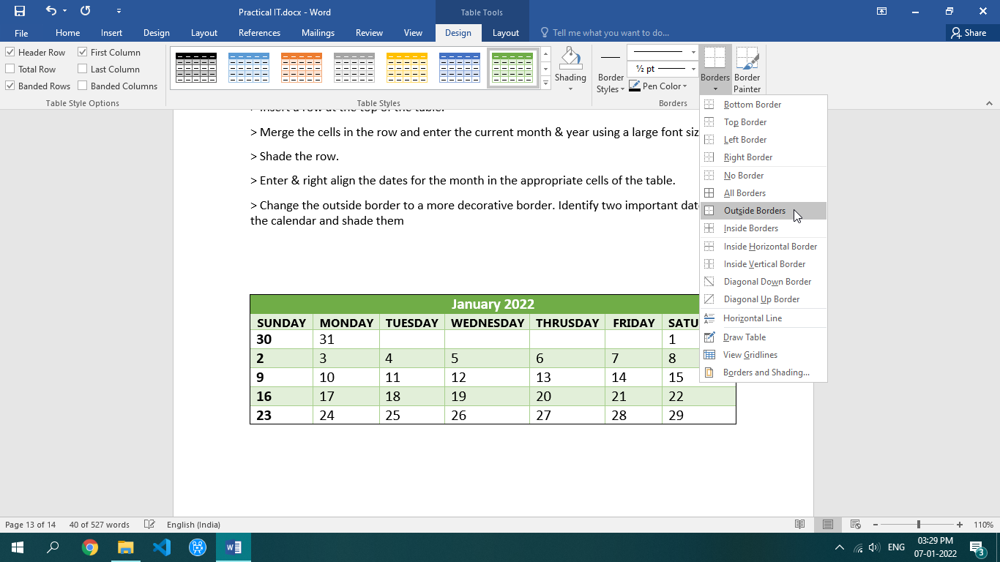 Practical IT.docx - Word
Table Tools
File Home Insert Design Layout References Mailings Review View Design Layout Tell me what you want to do... Share
Header Row First Column
Total Row Last Column
Banded Rows Banded Columns
Table Style Options
Table Styles
Shading
Border Styles
½ pt
Pen Color
Borders
Border Painter
Borders
Bottom Border
Top Border
Left Border
Right Border
No Border
All Borders
Outside Borders
Inside Borders
Inside Horizontal Border
Inside Vertical Border
Diagonal Down Border
Diagonal Up Border
Horizontal Line
Draw Table
View Gridlines
Borders and Shading...
> Insert a row at the top of the table.
> Merge the cells in the row and enter the current month & year using a large font siz
> Shade the row.
> Enter & right align the dates for the month in the appropriate cells of the table.
> Change the outside border to a more decorative border. Identify two important dat
the calendar and shade them
January 2022
SUNDAY MONDAY TUESDAY WEDNESDAY THRUSDAY FRIDAY SATU
30 31 1
2 3 4 5 6 7 8
9 10 11 12 13 14 15
16 17 18 19 20 21 22
23 24 25 26 27 28 29
Page 13 of 14 40 of 527 words English (India) 110%
ENG
03:29 PM
07-01-2022
3